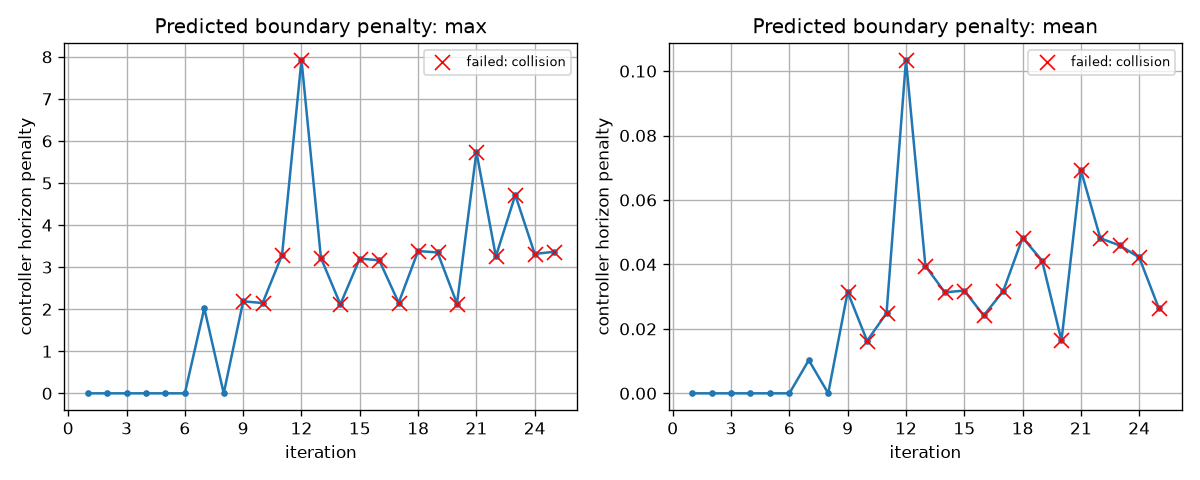 Predicted boundary penalty: max
failed: collision
controller horizon penalty
8
7
6
5
4
3
2
1
0
0 3 6 9 12 15 18 21 24
iteration
Predicted boundary penalty: mean
failed: collision
controller horizon penalty
0.10
0.08
0.06
0.04
0.02
0.00
0 3 6 9 12 15 18 21 24
iteration